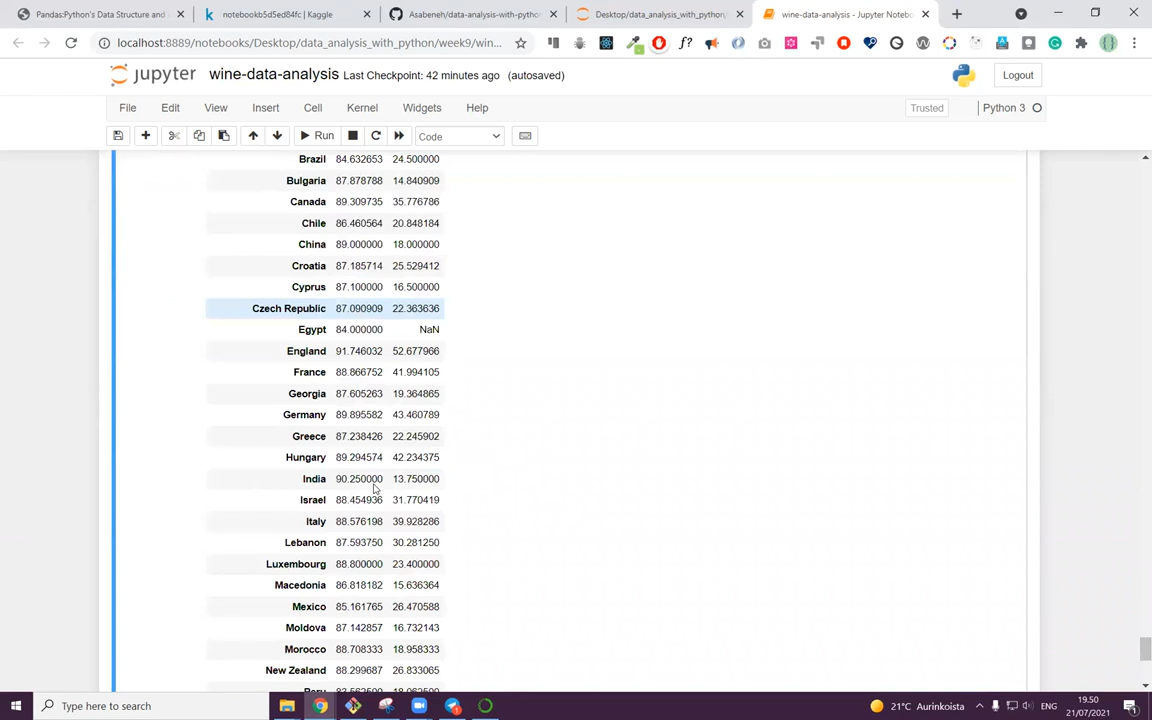 Pandas:Python's Data Structure and
notebookb5d5ed84fc | Kaggle
Asabeneh/data-analysis-with-python
Desktop/data_analysis_with_python/
wine-data-analysis - Jupyter Notebo
localhost:8889/notebooks/Desktop/data_analysis_with_python/week9/win...
jupyter wine-data-analysis Last Checkpoint: 42 minutes ago (autosaved)
Logout
File Edit View Insert Cell Kernel Widgets Help
Trusted
Python 3
Run
Code
Brazil 84.632653 24.500000
Bulgaria 87.878788 14.840909
Canada 89.309735 35.776786
Chile 86.460564 20.848184
China 89.000000 18.000000
Croatia 87.185714 25.529412
Cyprus 87.100000 16.500000
Czech Republic 87.090909 22.363636
Egypt 84.000000 NaN
England 91.746032 52.677966
France 88.866752 41.994105
Georgia 87.605263 19.364865
Germany 89.895582 43.460789
Greece 87.238426 22.245902
Hungary 89.294574 42.234375
India 90.250000 13.750000
Israel 88.454936 31.770419
Italy 88.576198 39.928286
Lebanon 87.593750 30.281250
Luxembourg 88.800000 23.400000
Macedonia 86.818182 15.636364
Mexico 85.161765 26.470588
Moldova 87.142857 16.732143
Morocco 88.708333 18.958333
New Zealand 88.299687 26.833065
Peru 83.562500 18.062500
Type here to search
21°C Aurinkoista
ENG
19.50
21/07/2021